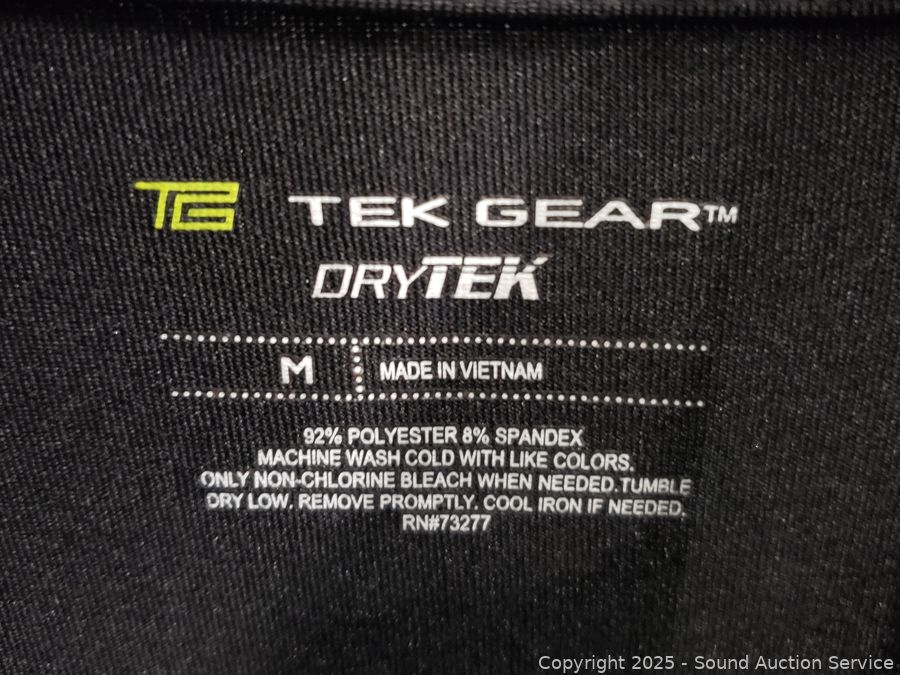 TG TEK GEAR™
DRYTEK
M MADE IN VIETNAM
92% POLYESTER 8% SPANDEX
MACHINE WASH COLD WITH LIKE COLORS.
ONLY NON-CHLORINE BLEACH WHEN NEEDED. TUMBLE
DRY LOW. REMOVE PROMPTLY. COOL IRON IF NEEDED.
RN#73277
Copyright 2025 - Sound Auction Service